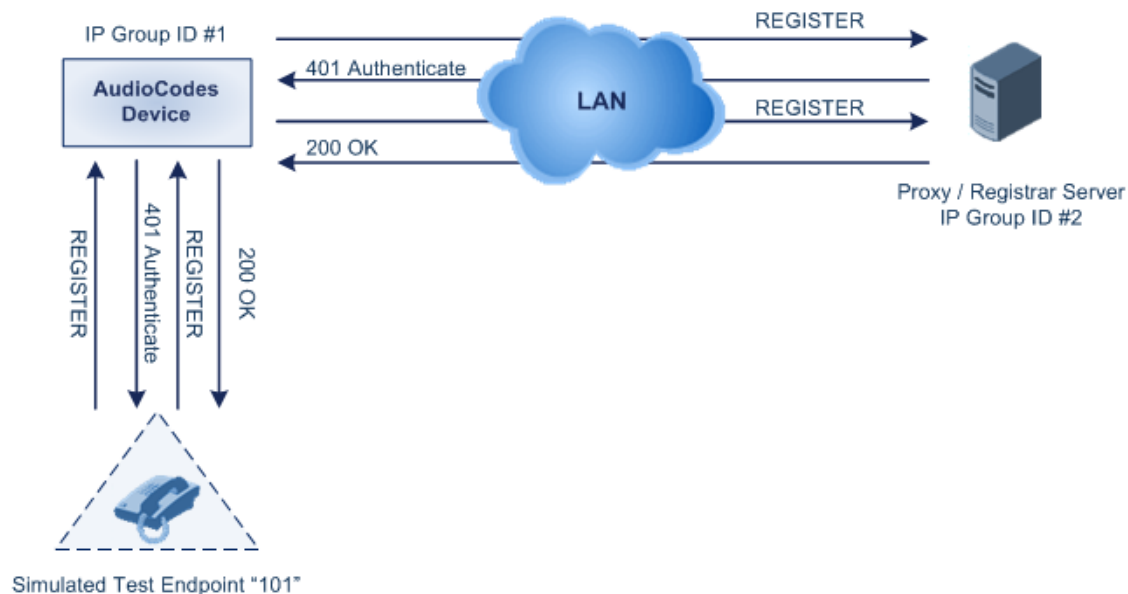 IP Group ID #1
REGISTER
401 Authenticate
AudioCodes
Device
LAN
REGISTER
200 OK
Proxy / Registrar Server
IP Group ID #2
REGISTER
401 Authenticate
REGISTER
200 OK
Simulated Test Endpoint “101”